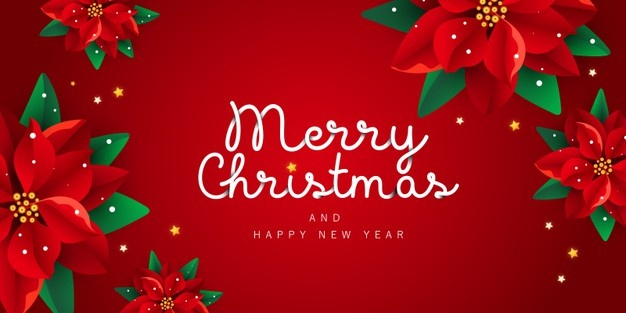 Merry
Christmas
AND
HAPPY NEW YEAR